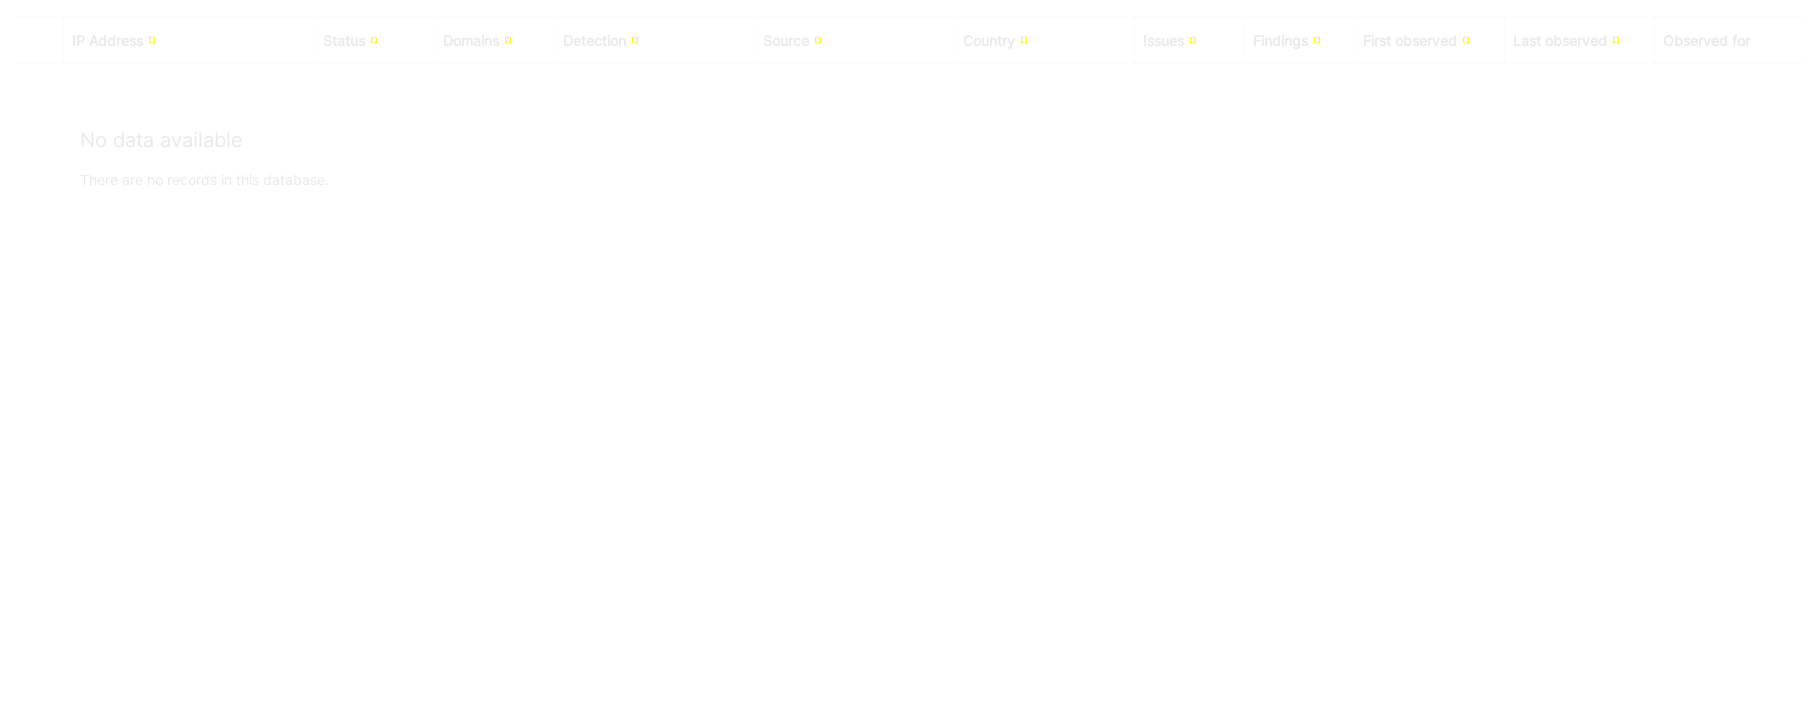 IP Address Status Domains Detection Source Country Issues Findings First observed Last observed Observed for
No data available
There are no records in this database.